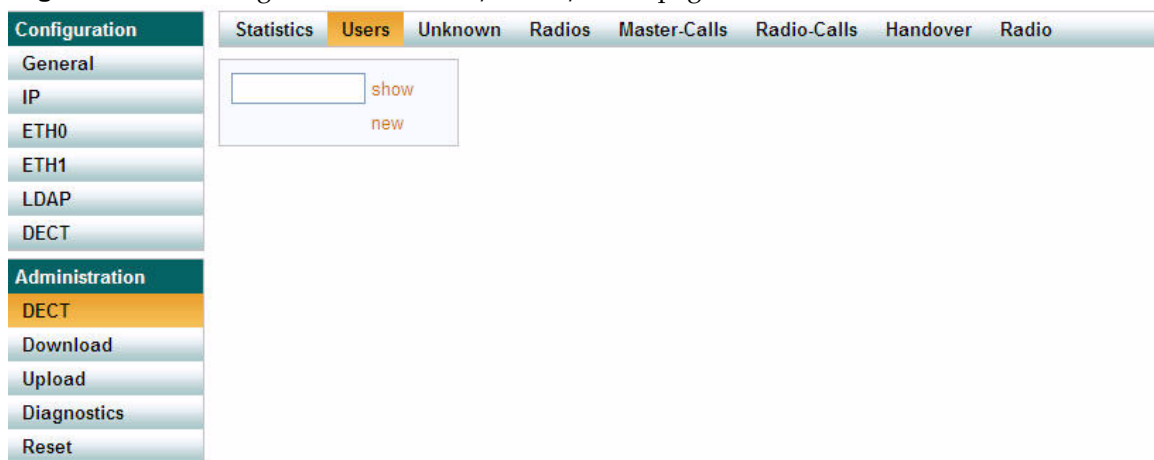 Configuration
General
IP
ETH0
ETH1
LDAP
DECT
Administration
DECT
Download
Upload
Diagnostics
Reset
Statistics Users Unknown Radios Master-Calls Radio-Calls Handover Radio
show
new